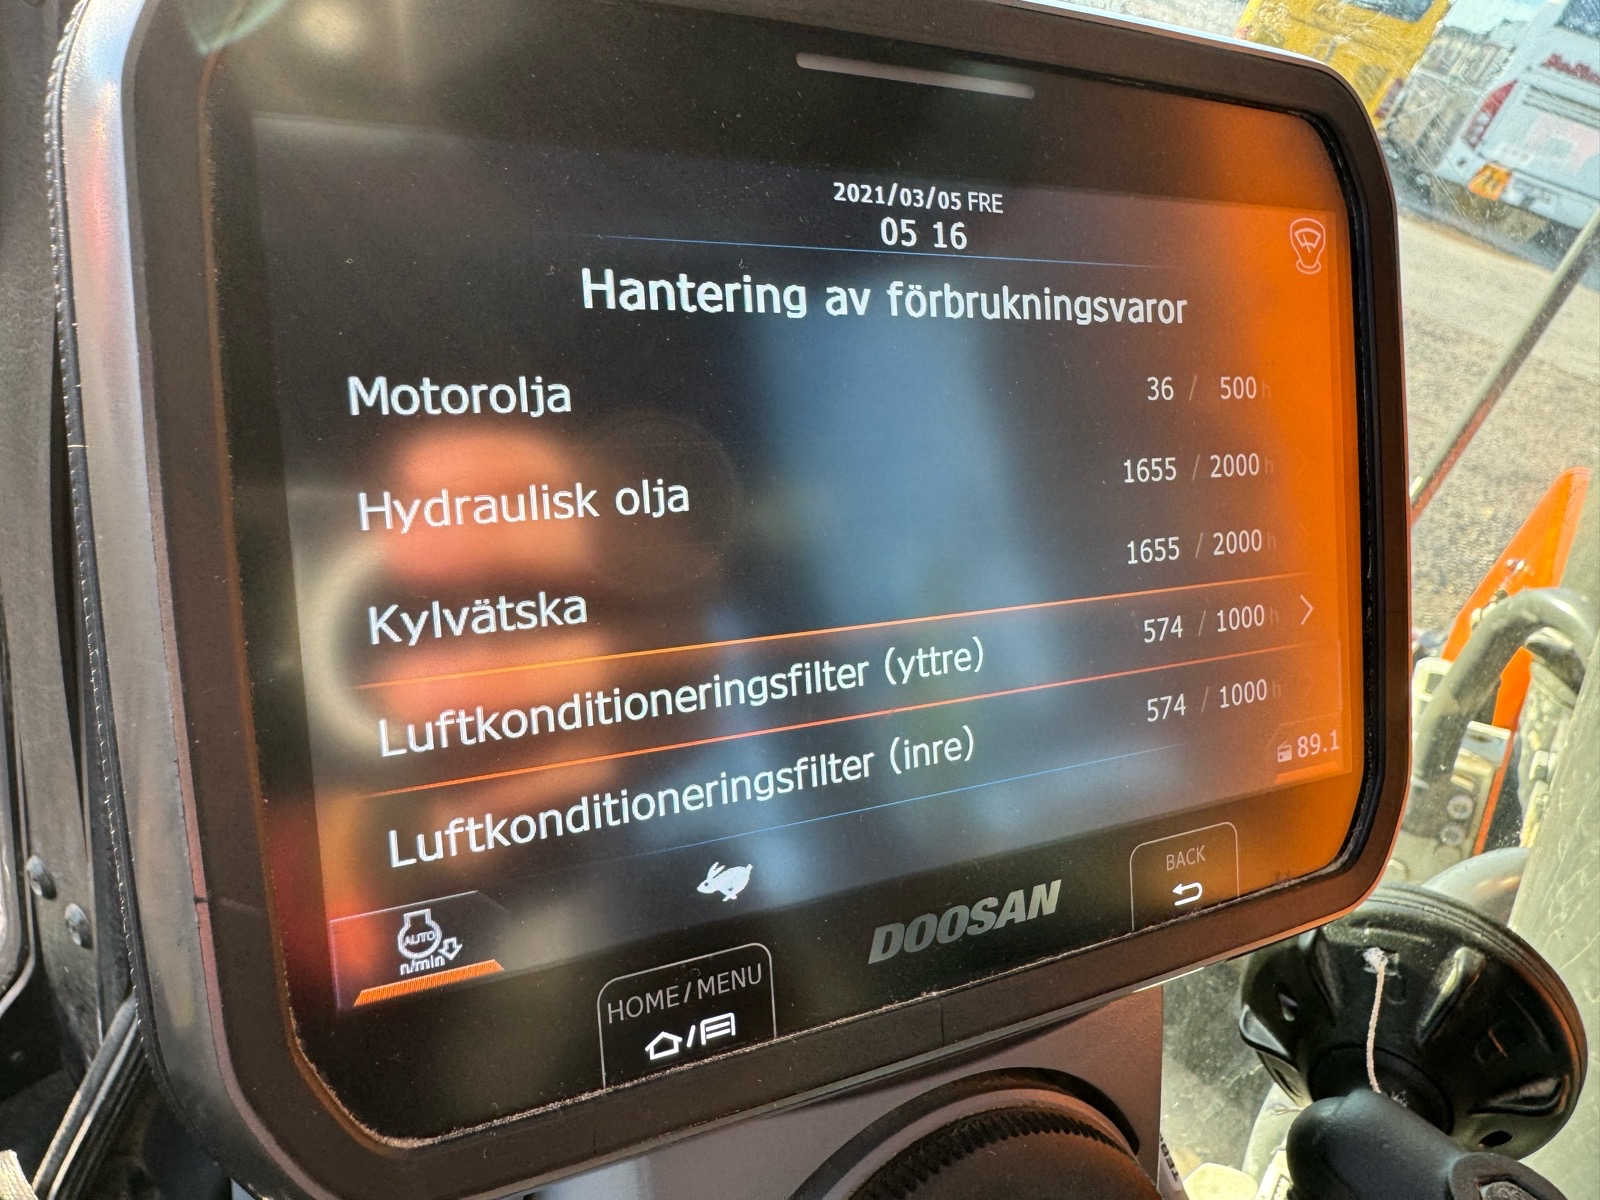 2021/03/05 FRE
05 16
Hantering av förbrukningsvaror
Motorolja 36 / 500 h
Hydraulisk olja 1655 / 2000 h
Kylvätska 1655 / 2000 h
Luftkonditioneringsfilter (yttre) 574 / 1000 h
Luftkonditioneringsfilter (inre) 574 / 1000 h
89.1
AUTO
n/min
HOME/MENU
DOOSAN
BACK